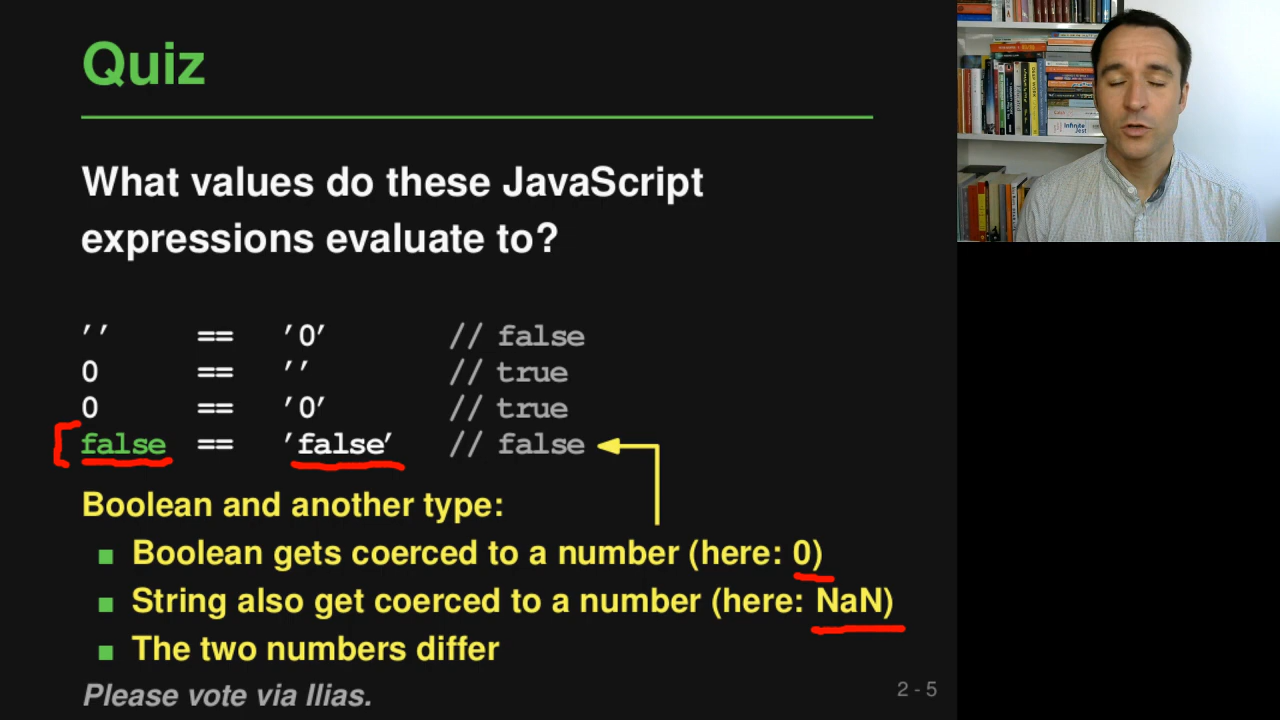 Quiz
What values do these JavaScript
expressions evaluate to?
’’ == ’0’ // false
0 == ’’ // true
0 == ’0’ // true
false == ’false’ // false
Boolean and another type:
Boolean gets coerced to a number (here: 0)
String also get coerced to a number (here: NaN)
The two numbers differ
Please vote via Ilias.
2 - 5
Infinite
Jest